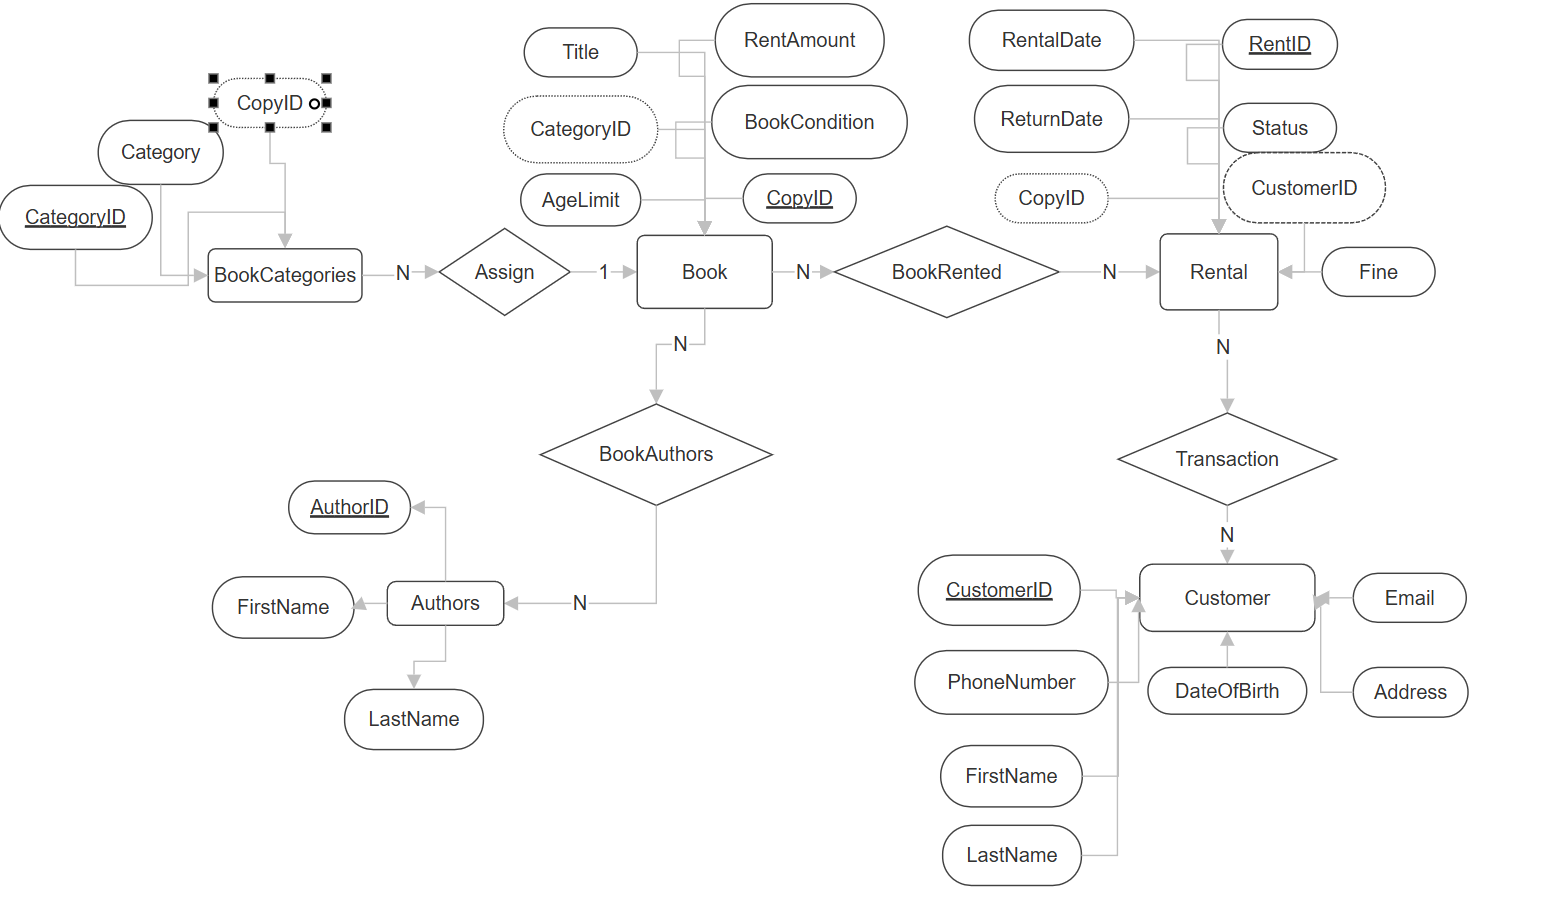 Title
RentAmount
RentalDate
RentID
CopyID
CategoryID
BookCondition
ReturnDate
Status
Category
CustomerID
AgeLimit
CopyID
CopyID
CategoryID
BookCategories
N
Assign
1
Book
N
BookRented
N
Rental
Fine
N
N
BookAuthors
Transaction
AuthorID
N
FirstName
Authors
N
CustomerID
Customer
Email
PhoneNumber
DateOfBirth
Address
LastName
FirstName
LastName